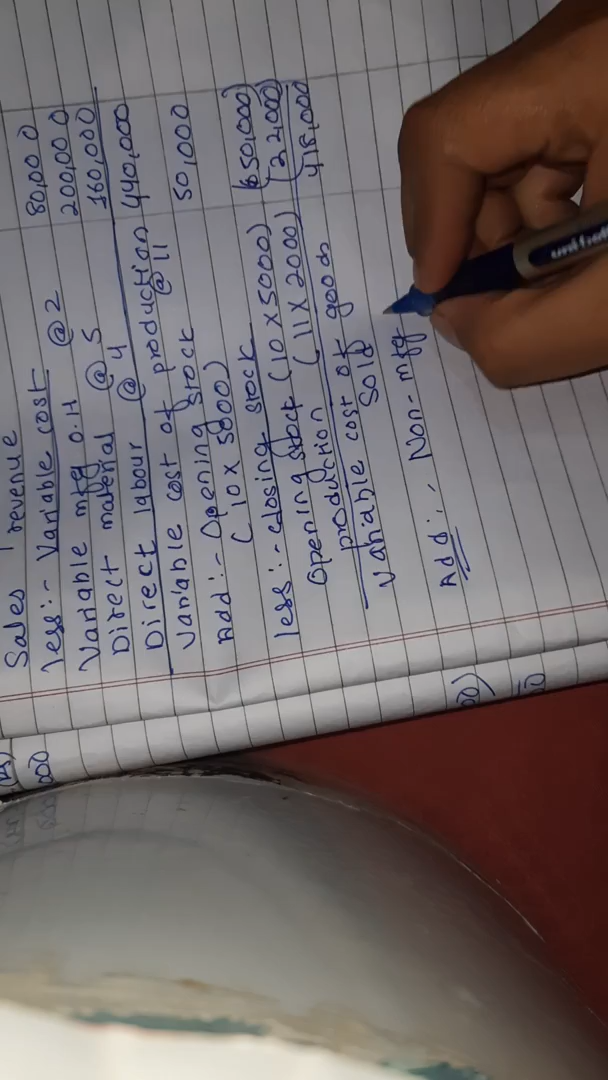 Sales revenue
Less:- Variable cost
Variable mfg O.H @2 80,000
Direct material @5 200,000
Direct labour @4 160,000
Variable cost of production @11 440,000
Add:- Opening stock 50,000
(10 x 5000)
Less:- closing stock
Opening stock (10 x 5000) (50,000)
production (11 x 2000) (22,000)
Variable cost of goods sold 418,000
Add:- Non-mfg
uniball